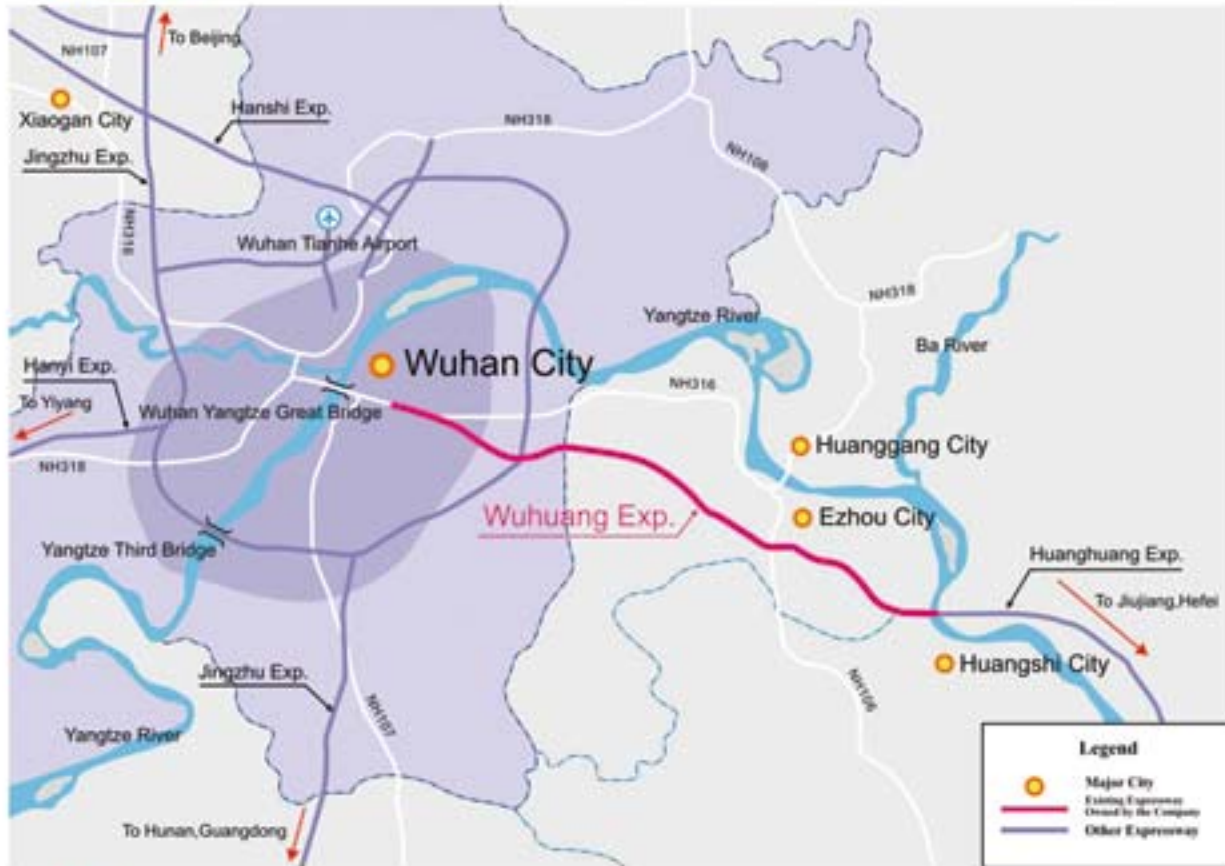 To Beijing
NH107
Xiaogan City
Hanshi Exp.
NH318
Jingzhu Exp.
NH106
NH316
Wuhan Tianhe Airport
NH318
Yangtze River
Ba River
Wuhan City
Hanyi Exp.
NH316
To Yiyang
Wuhan Yangtze Great Bridge
Huanggang City
NH318
Wuhuang Exp.
Ezhou City
Yangtze Third Bridge
Huanghuang Exp.
To Jiujiang,Hefei
Jingzhu Exp.
Huangshi City
NH106
NH107
Yangtze River
To Hunan,Guangdong
Legend
Major City
Existing Expressway
Owned by the Company
Other Expressway